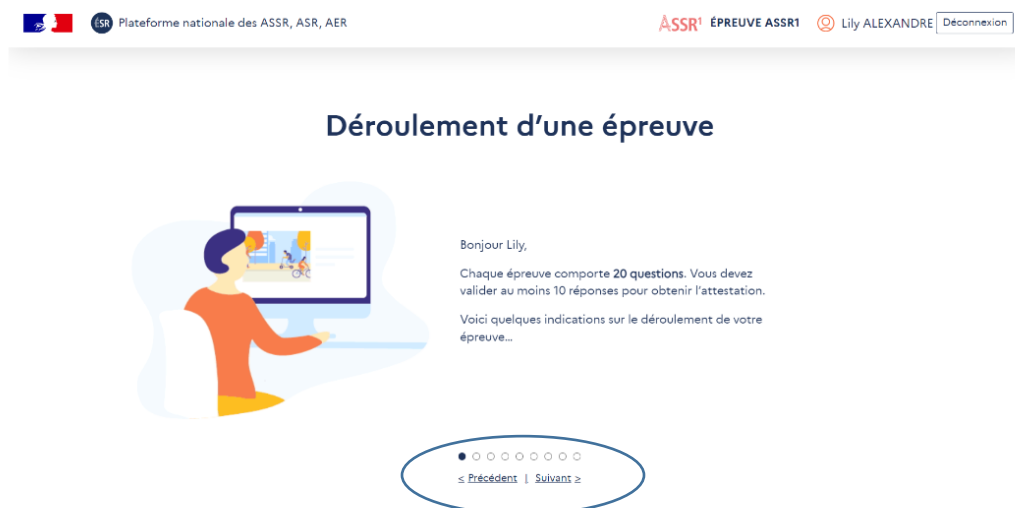 ÉSR Plateforme nationale des ASSR, ASR, AER
ASSR¹ ÉPREUVE ASSR1 Lily ALEXANDRE Déconnexion
Déroulement d’une épreuve
Bonjour Lily,
Chaque épreuve comporte 20 questions. Vous devez
valider au moins 10 réponses pour obtenir l’attestation.
Voici quelques indications sur le déroulement de votre
épreuve...
< Précédent | Suivant >